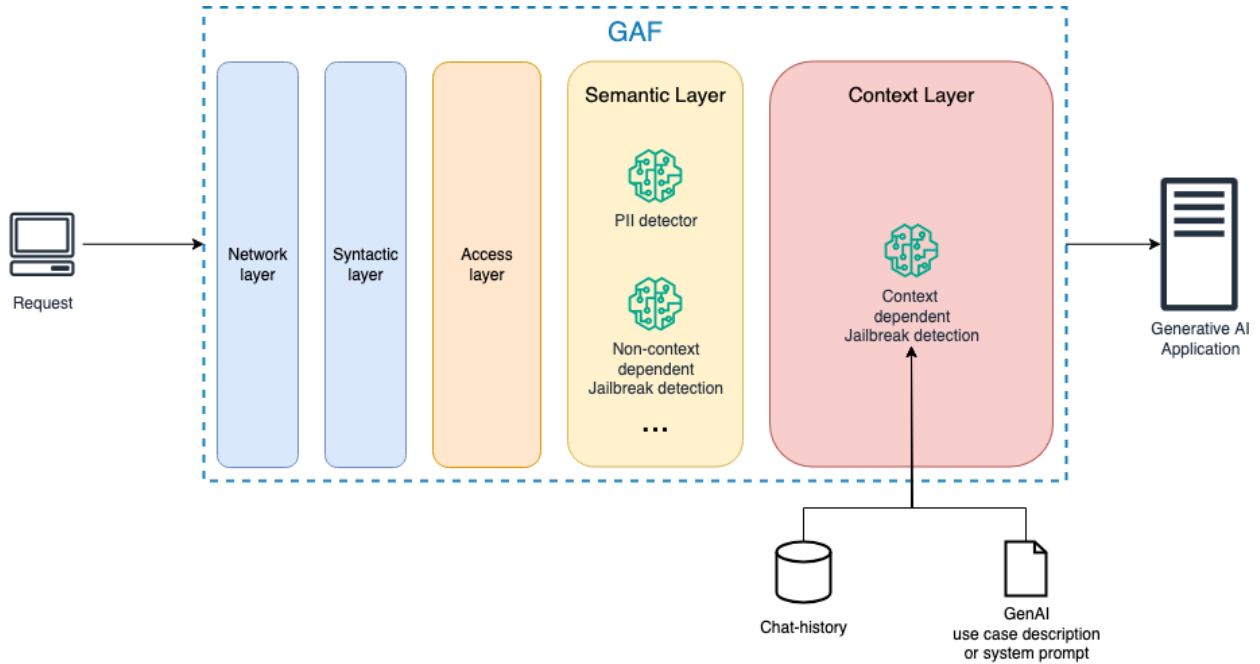 GAF
Request
Network
layer
Syntactic
layer
Access
layer
Semantic Layer
PII detector
Non-context
dependent
Jailbreak detection
...
Context Layer
Context
dependent
Jailbreak detection
Generative AI
Application
Chat-history
GenAI
use case description
or system prompt